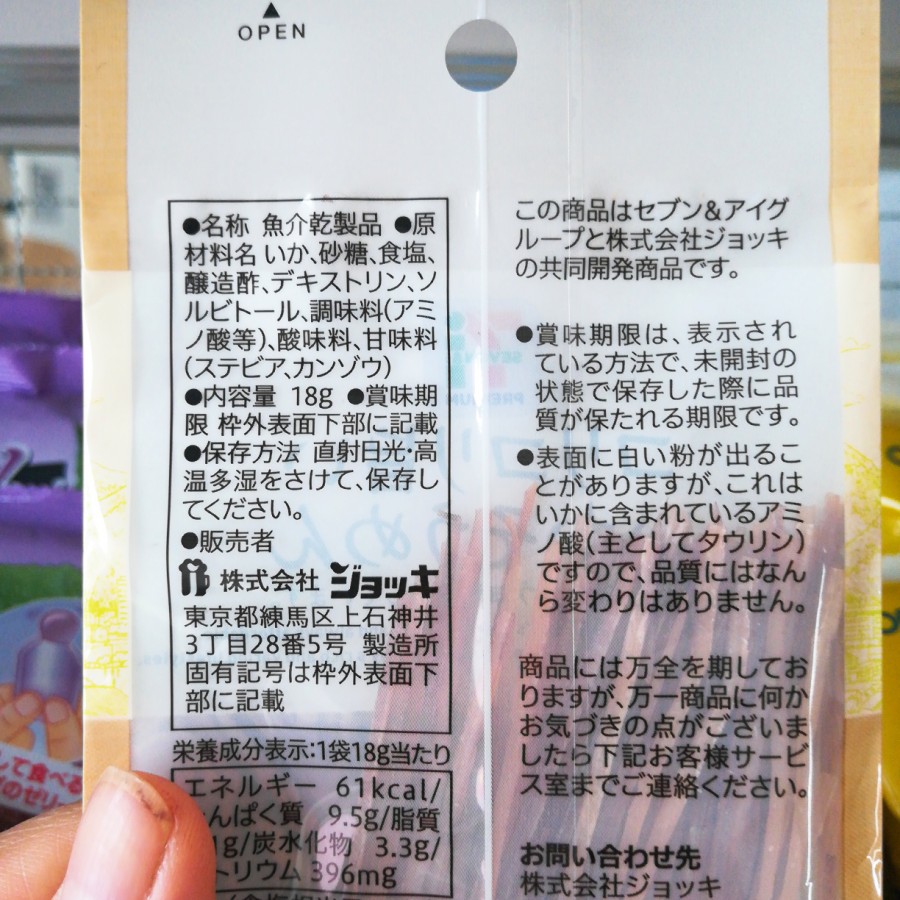 OPEN
●名称 魚介乾製品 ●原
材料名 いか、砂糖、食塩、
醸造酢、デキストリン、ソ
ルビトール、調味料(アミ
ノ酸等)、酸味料、甘味料
(ステビア、カンゾウ)
●内容量 18g ●賞味期
限 枠外表面下部に記載
●保存方法 直射日光・高
温多湿をさけて、保存し
てください。
●販売者
株式会社 ジョッキ
東京都練馬区上石神井
3丁目28番5号 製造所
固有記号は枠外表面下
部に記載
栄養成分表示:1袋18g当たり
エネルギー 61kcal/
んぱく質 9.5g/脂質
g/炭水化物 3.3g/
トリウム 396mg
この商品はセブン&アイグ
ループと株式会社ジョッキ
の共同開発商品です。
●賞味期限は、表示され
ている方法で、未開封の
状態で保存した際に品
質が保たれる期限です。
●表面に白い粉が出るこ
とがありますが、これは
いかに含まれているアミ
ノ酸(主としてタウリン)
ですので、品質にはなん
ら変わりはありません。
商品には万全を期してお
りますが、万一商品に何か
お気づきの点がございま
したら下記お客様サービ
ス室までご連絡ください。
お問い合わせ先
株式会社ジョッキ
して食べる